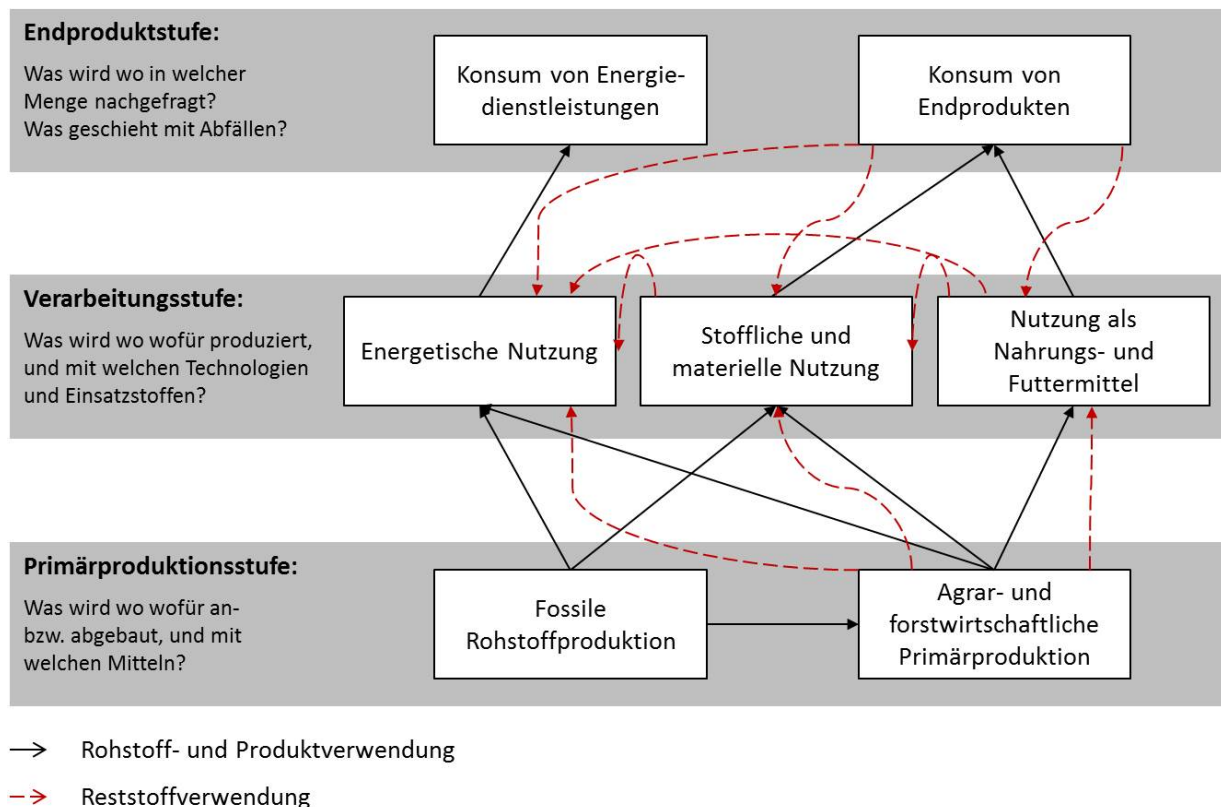 Endproduktstufe:
Was wird wo in welcher
Menge nachgefragt?
Was geschieht mit Abfällen?
Konsum von Energie-
dienstleistungen
Konsum von
Endprodukten
Verarbeitungsstufe:
Was wird wo wofür produziert,
und mit welchen Technologien
und Einsatzstoffen?
Energetische Nutzung
Stoffliche und
materielle Nutzung
Nutzung als
Nahrungs- und
Futtermittel
Primärproduktionsstufe:
Was wird wo wofür an-
bzw. abgebaut, und mit
welchen Mitteln?
Fossile
Rohstoffproduktion
Agrar- und
forstwirtschaftliche
Primärproduktion
Rohstoff- und Produktverwendung
Reststoffverwendung